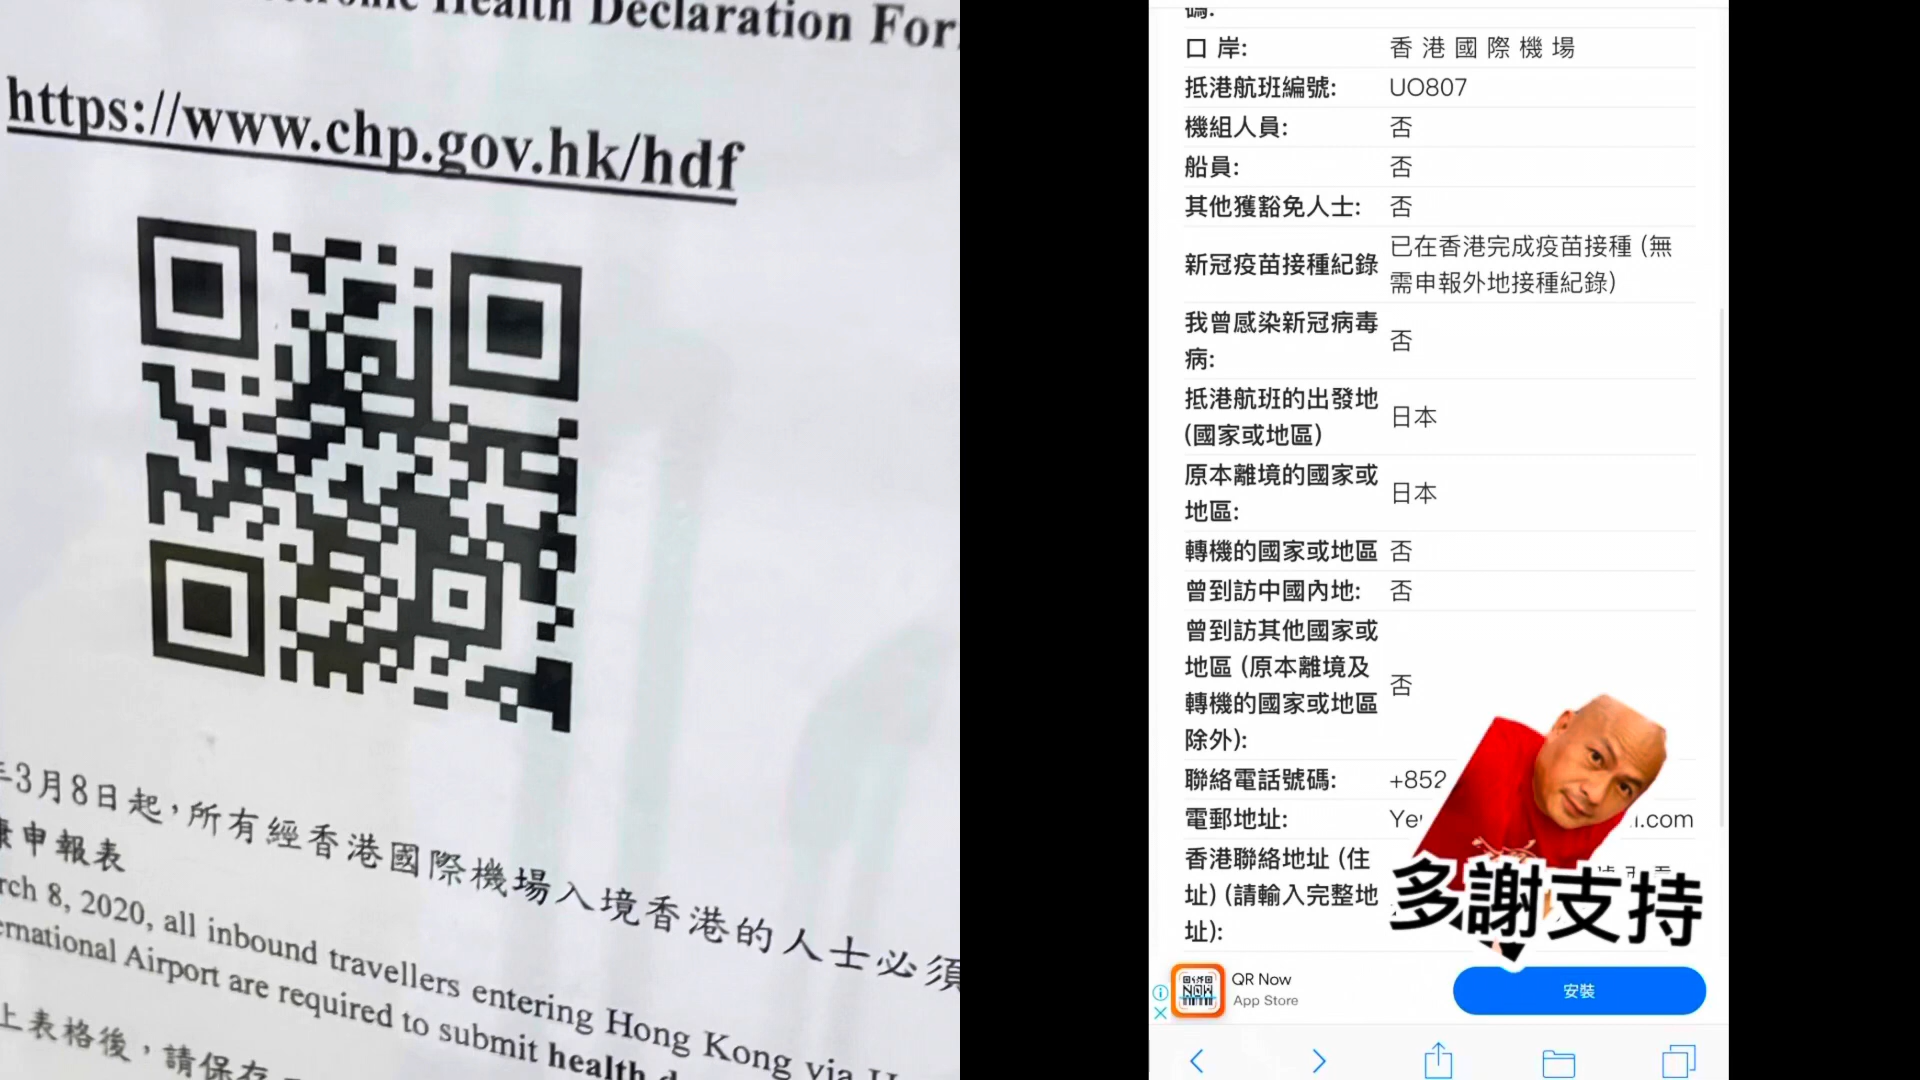 Health Declaration
https://www.chp.gov.hk/hdf
3月8日起，所有經香港國際機場入境香港的人士必須
申報表
8, 2020, all inbound travellers entering Hong Kong via
Airport are required to submit health
上表格後，請保存
碼:
口岸: 香港國際機場
抵港航班編號: UO807
機組人員: 否
船員: 否
其他獲豁免人士: 否
新冠疫苗接種紀錄 已在香港完成疫苗接種 (無
需申報外地接種紀錄)
我曾感染新冠病毒
病: 否
抵港航班的出發地
(國家或地區) 日本
原本離境的國家或
地區: 日本
轉機的國家或地區 否
曾到訪中國內地: 否
曾到訪其他國家或
地區 (原本離境及
轉機的國家或地區 否
除外):
聯絡電話號碼: +852
電郵地址: .com
香港聯絡地址 (住
址) (請輸入完整地
址):
多謝支持
QR Now
App Store
安裝